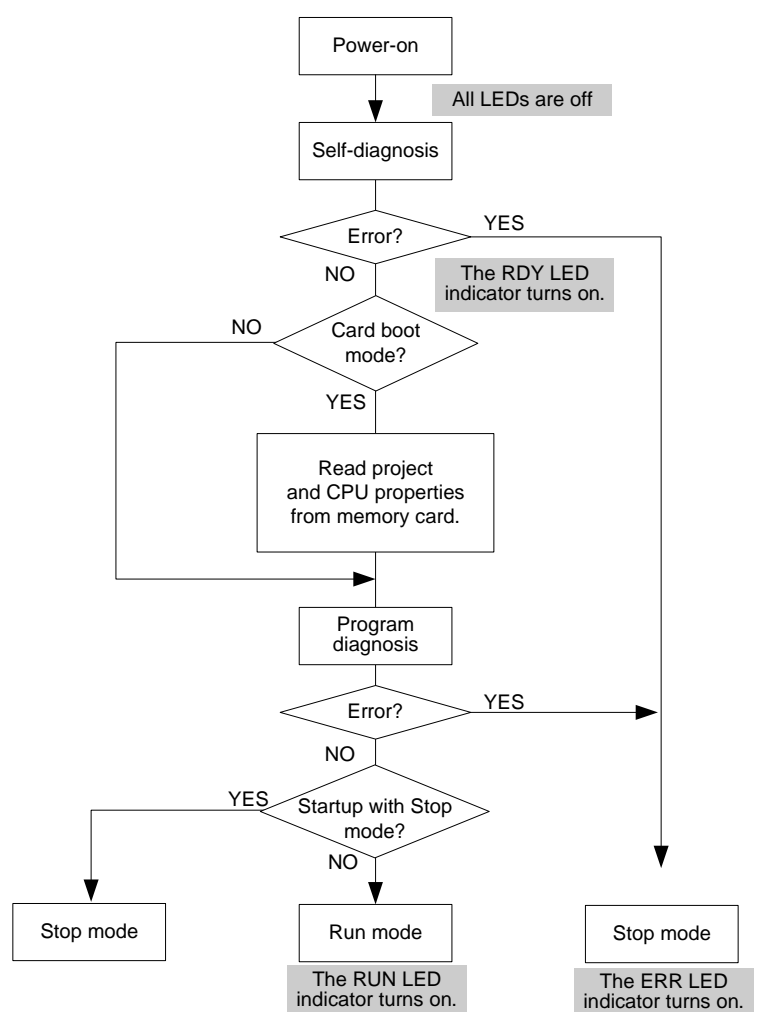 Power-on
All LEDs are off
Self-diagnosis
Error?
YES
NO
The RDY LED
indicator turns on.
NO
Card boot
mode?
YES
Read project
and CPU properties
from memory card.
Program
diagnosis
Error?
YES
NO
YES
Startup with Stop
mode?
NO
Stop mode
Run mode
Stop mode
The RUN LED
indicator turns on.
The ERR LED
indicator turns on.